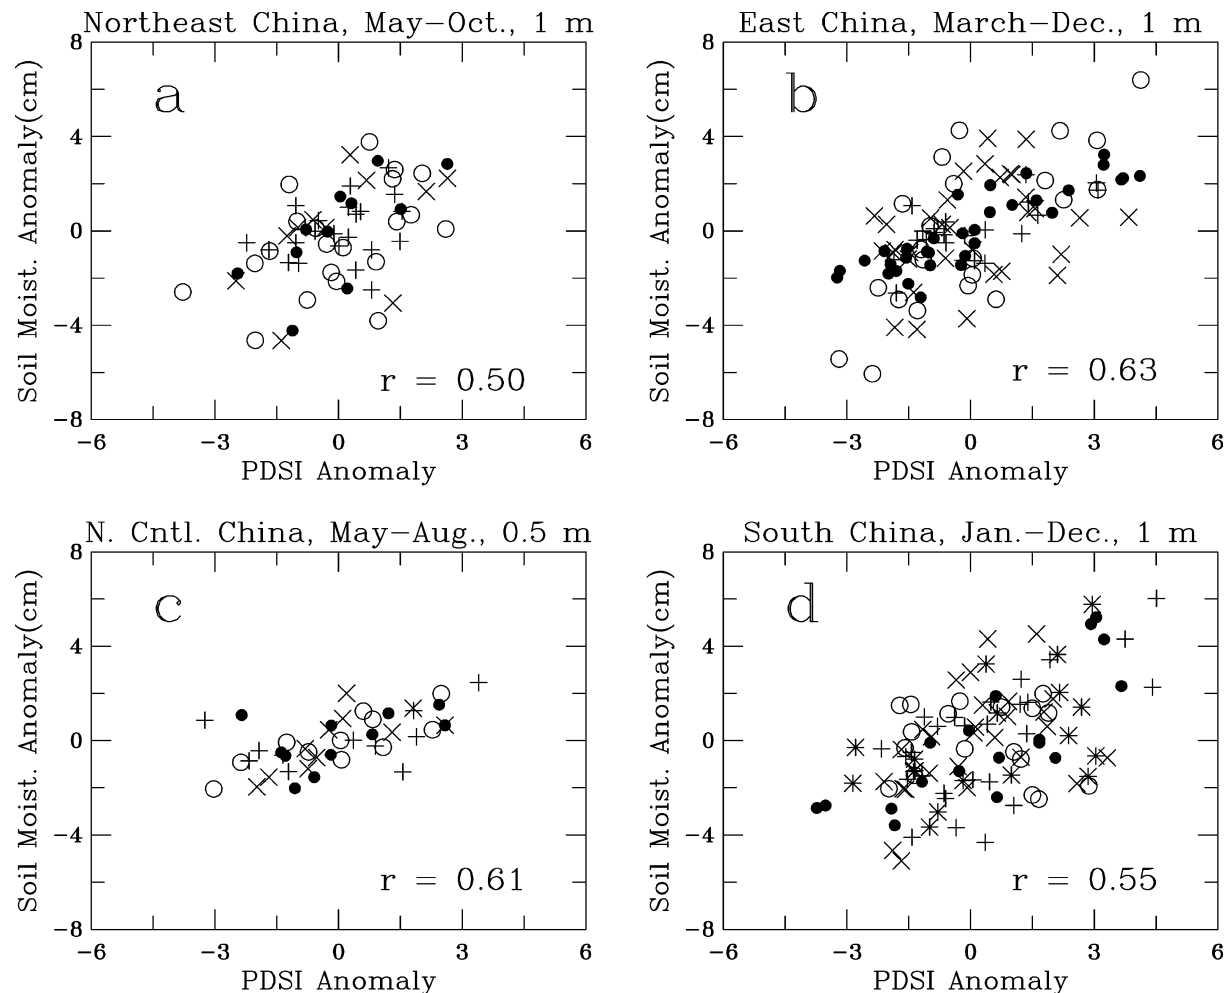 Northeast China, May-Oct., 1 m
Soil Moist. Anomaly(cm)
8
4
0
-4
-8
a
r = 0.50
-6 -3 0 3 6
PDSI Anomaly
East China, March-Dec., 1 m
Soil Moist. Anomaly(cm)
8
4
0
-4
-8
b
r = 0.63
-6 -3 0 3 6
PDSI Anomaly
N. Cntl. China, May-Aug., 0.5 m
Soil Moist. Anomaly(cm)
8
4
0
-4
-8
c
r = 0.61
-6 -3 0 3 6
PDSI Anomaly
South China, Jan.-Dec., 1 m
Soil Moist. Anomaly(cm)
8
4
0
-4
-8
d
r = 0.55
-6 -3 0 3 6
PDSI Anomaly